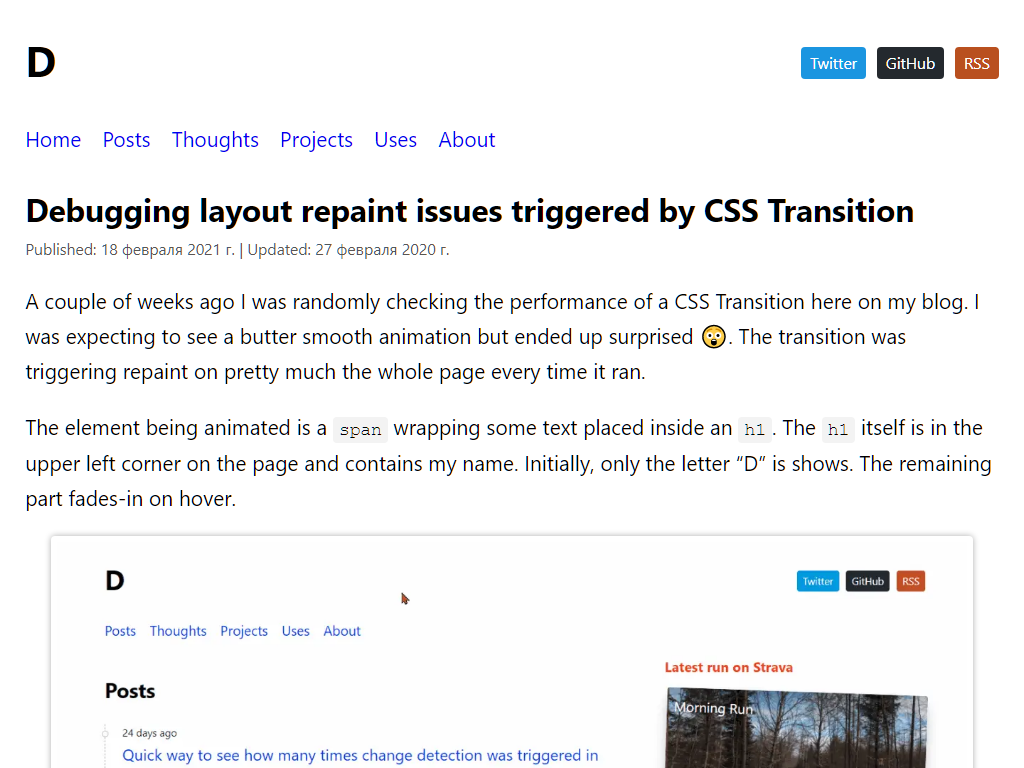 D
Twitter GitHub RSS
Home Posts Thoughts Projects Uses About
Debugging layout repaint issues triggered by CSS Transition
Published: 18 февраля 2021 г. | Updated: 27 февраля 2020 г.
A couple of weeks ago I was randomly checking the performance of a CSS Transition here on my blog. I
was expecting to see a butter smooth animation but ended up surprised 😲. The transition was
triggering repaint on pretty much the whole page every time it ran.
The element being animated is a span wrapping some text placed inside an h1. The h1 itself is in the
upper left corner on the page and contains my name. Initially, only the letter “D” is shows. The remaining
part fades-in on hover.
D
Twitter GitHub RSS
Posts Thoughts Projects Uses About
Latest run on Strava
Posts
Morning Run
24 days ago
Quick way to see how many times change detection was triggered in